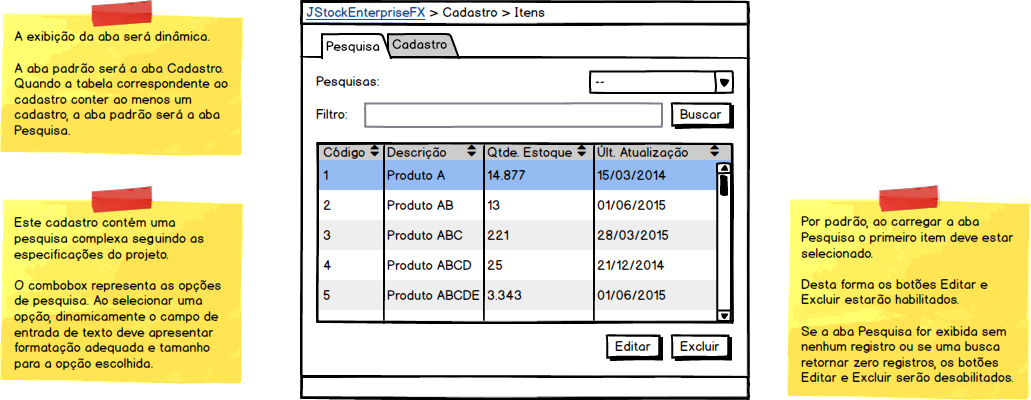 A exibição da aba será dinâmica.
A aba padrão será a aba Cadastro.
Quando a tabela correspondente ao
cadastro conter ao menos um
cadastro, a aba padrão será a aba
Pesquisa.
Este cadastro contém uma
pesquisa complexa seguindo as
especificações do projeto.
O combobox representa as opções
de pesquisa. Ao selecionar uma
opção, dinamicamente o campo de
entrada de texto deve apresentar
formatação adequada e tamanho
para a opção escolhida.
JStockEnterpriseFX > Cadastro > Itens
Pesquisa Cadastro
Pesquisas: --
Filtro: Buscar
Código Descrição Qtde. Estoque Últ. Atualização
1 Produto A 14.877 15/03/2014
2 Produto AB 13 01/06/2015
3 Produto ABC 221 28/03/2015
4 Produto ABCD 25 21/12/2014
5 Produto ABCDE 3.343 01/06/2015
Editar Excluir
Por padrão, ao carregar a aba
Pesquisa o primeiro item deve estar
selecionado.
Desta forma os botões Editar e
Excluir estarão habilitados.
Se a aba Pesquisa for exibida sem
nenhum registro ou se uma busca
retornar zero registros, os botões
Editar e Excluir serão desabilitados.